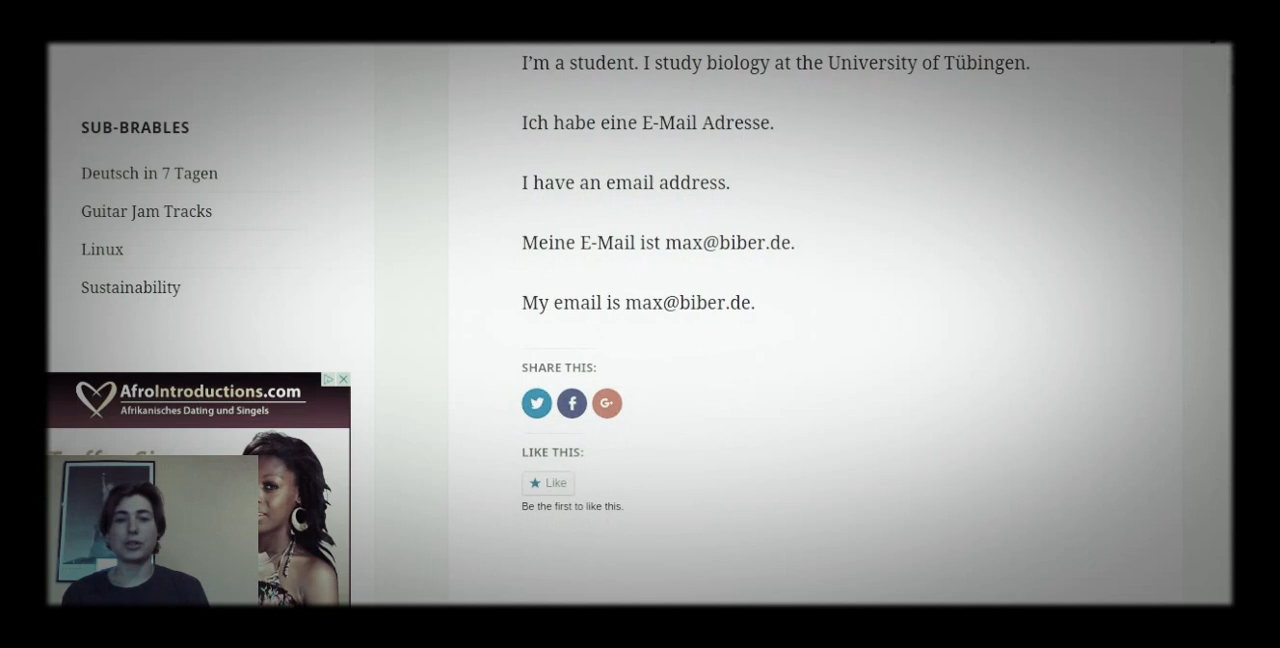 I'm a student. I study biology at the University of Tübingen.
Ich habe eine E-Mail Adresse.
I have an email address.
Meine E-Mail ist max@biber.de.
My email is max@biber.de.
SHARE THIS:
LIKE THIS:
Like
Be the first to like this.
SUB-BRABLES
Deutsch in 7 Tagen
Guitar Jam Tracks
Linux
Sustainability
AfroIntroductions.com
Afrikanisches Dating und Singels